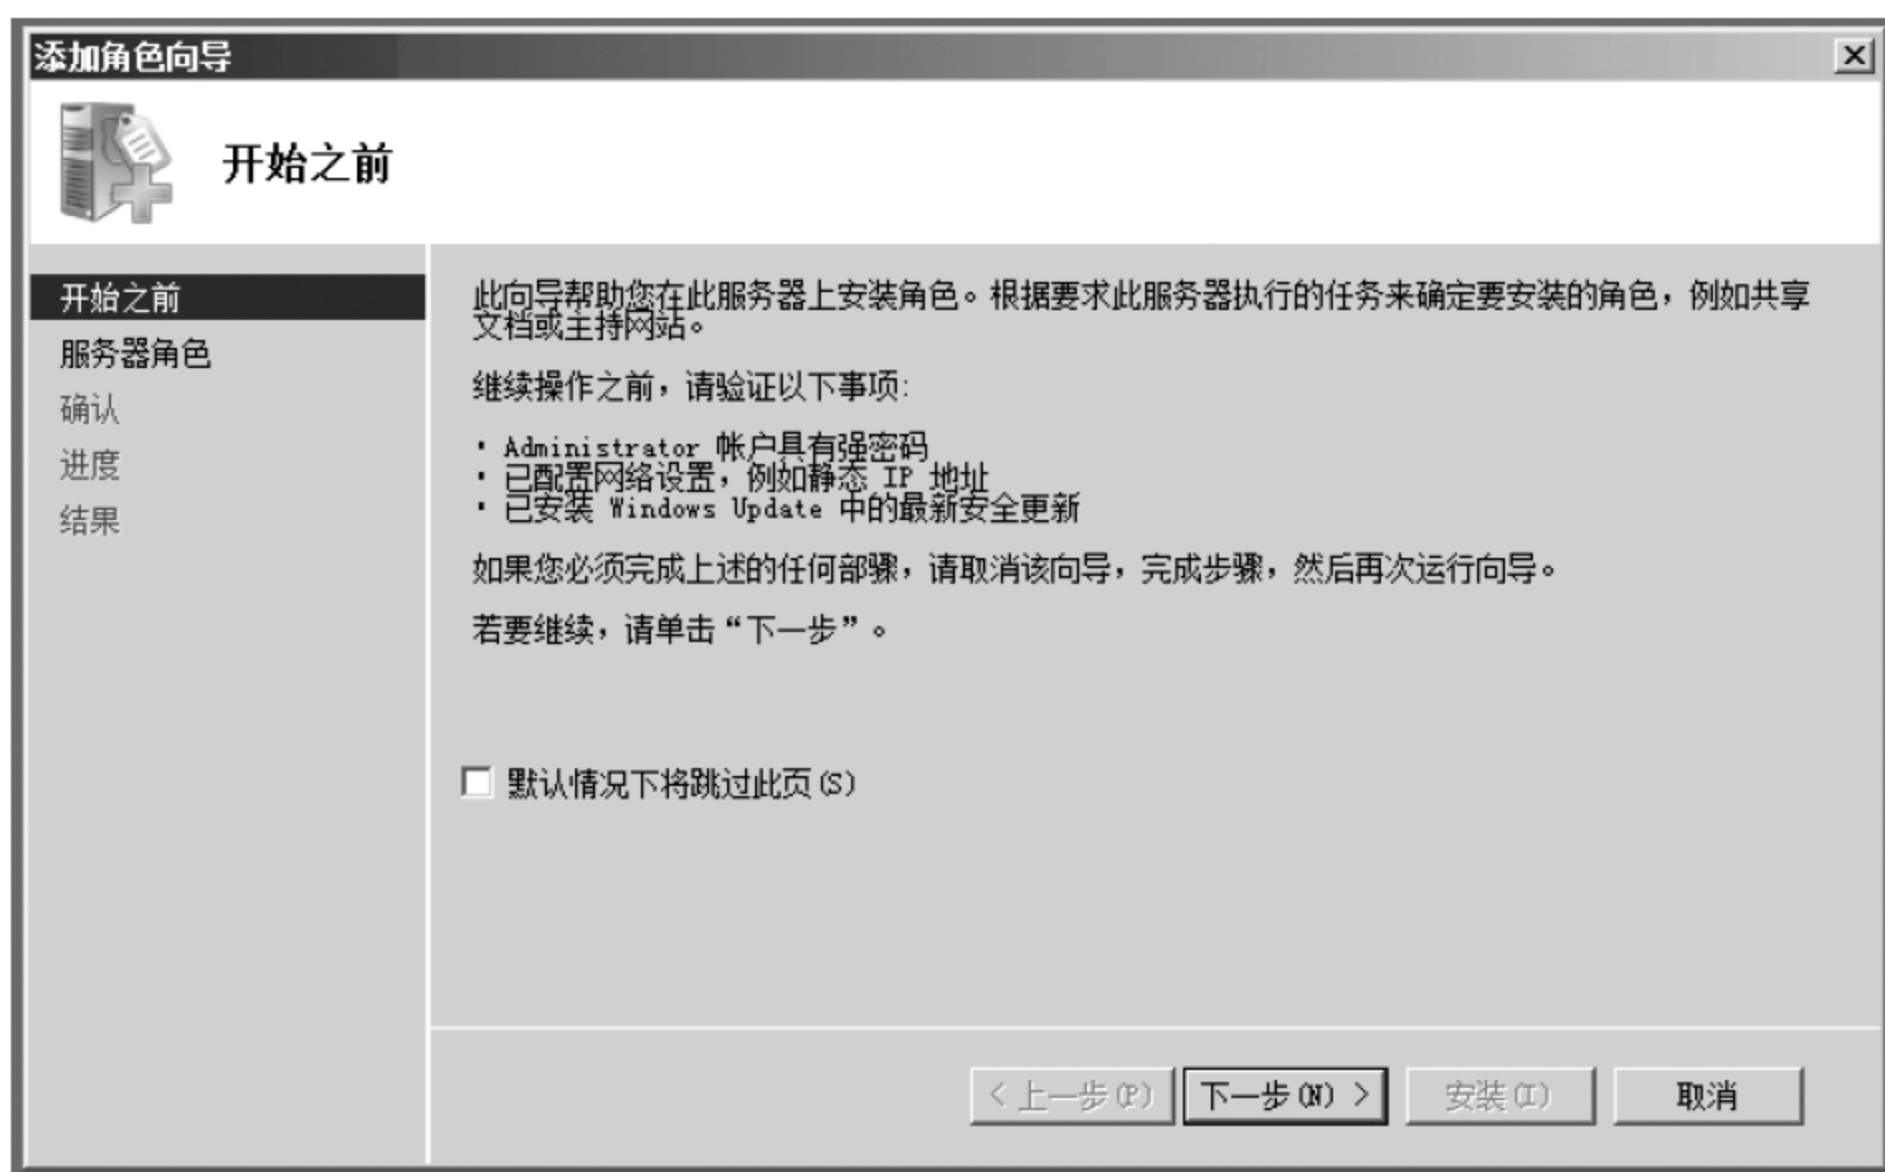 添加角色向导
开始之前
开始之前
服务器角色
确认
进度
结果
此向导帮助您在此服务器上安装角色。根据要求此服务器执行的任务来确定要安装的角色，例如共享
文档或主持网站。
继续操作之前，请验证以下事项:
· Administrator 帐户具有强密码
· 已配置网络设置，例如静态 IP 地址
· 已安装 Windows Update 中的最新安全更新
如果您必须完成上述的任何部骤，请取消该向导，完成步骤，然后再次运行向导。
若要继续，请单击“下一步”。
默认情况下将跳过此页(S)
< 上一步(P) 下一步(N) > 安装(I) 取消